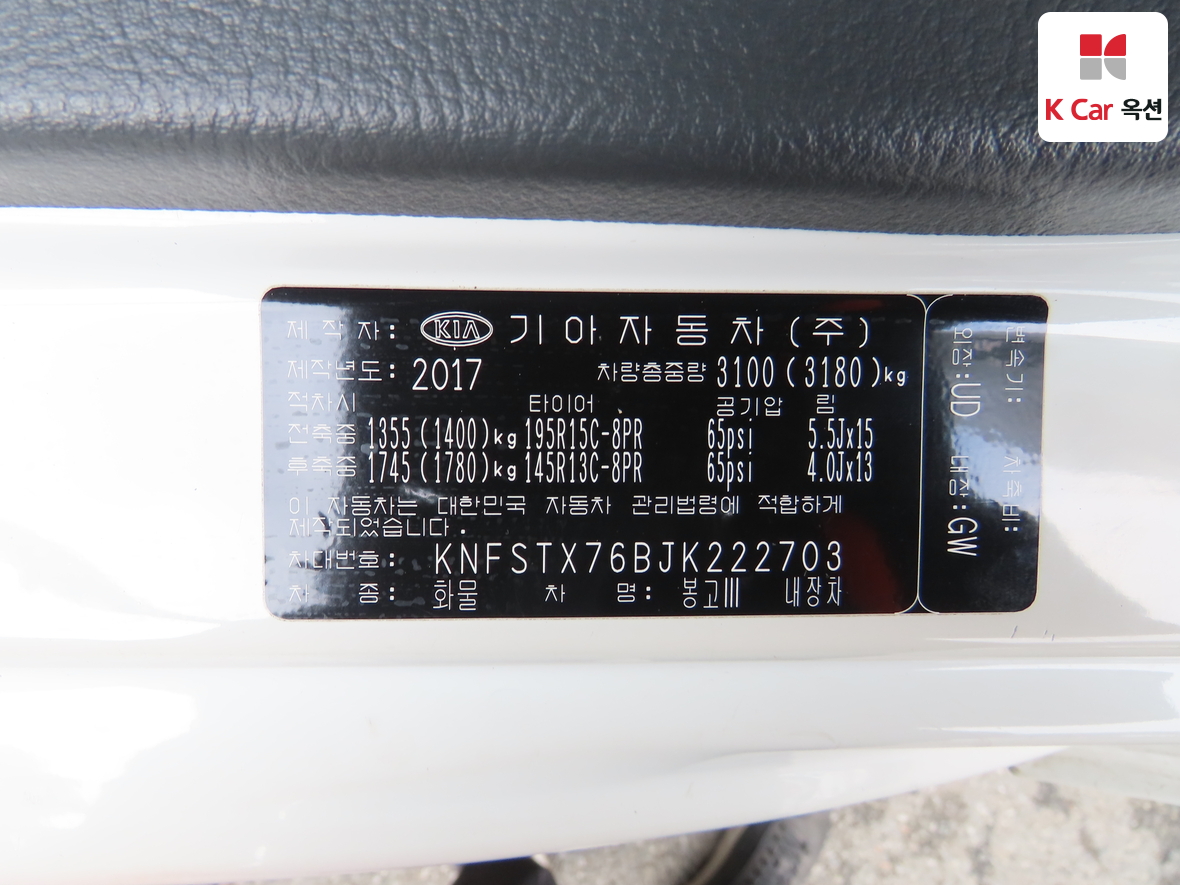 K Car 옥션
제 작 자: KIA 기 아 자 동 차 (주)
제작년도: 2017 차량총중량 3100 (3180)kg
적차시 타이어 공기압 림
전축중 1355(1400)kg 195R15C-8PR 65psi 5.5Jx15
후축중 1745(1780)kg 145R13C-8PR 65psi 4.0Jx13
이 자동차는 대한민국 자동차 관리법령에 적합하게
제작되었습니다.
차대번호: KNFSTX76BJK222703
차 종: 화물 차 명: 봉고III 내장차
변속기: 차축비:
외장:UD 내장:GW